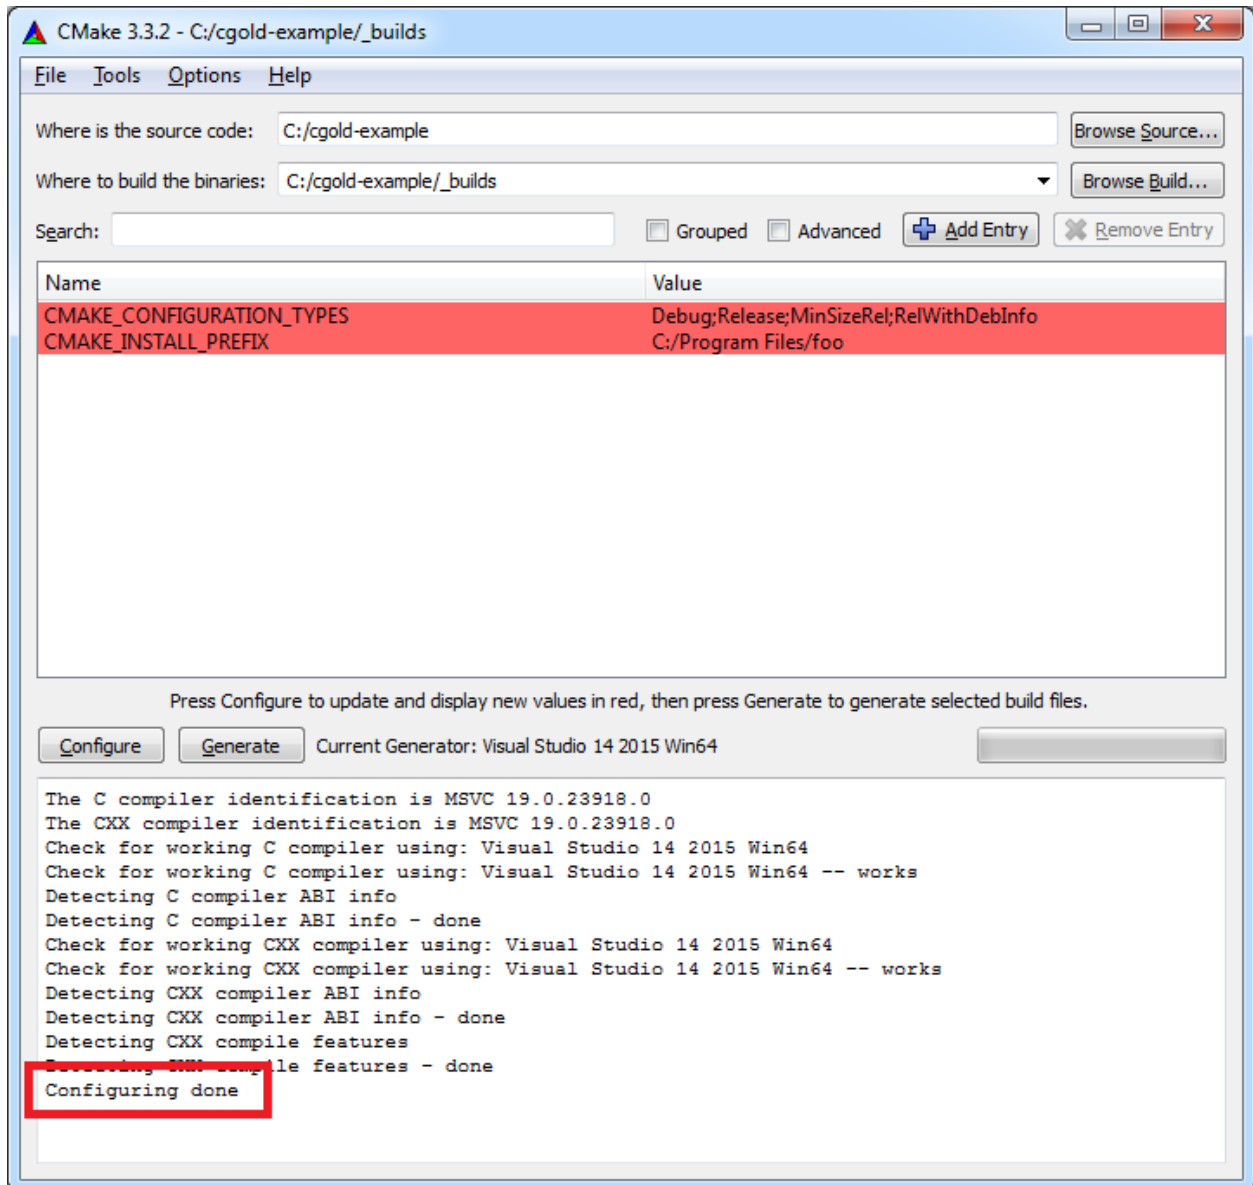 CMake 3.3.2 - C:/cgold-example/_builds
File Tools Options Help
Where is the source code: C:/cgold-example Browse Source...
Where to build the binaries: C:/cgold-example/_builds Browse Build...
Search: Grouped Advanced Add Entry Remove Entry
Name Value
CMAKE_CONFIGURATION_TYPES Debug;Release;MinSizeRel;RelWithDebInfo
CMAKE_INSTALL_PREFIX C:/Program Files/foo
Press Configure to update and display new values in red, then press Generate to generate selected build files.
Configure Generate Current Generator: Visual Studio 14 2015 Win64
The C compiler identification is MSVC 19.0.23918.0
The CXX compiler identification is MSVC 19.0.23918.0
Check for working C compiler using: Visual Studio 14 2015 Win64
Check for working C compiler using: Visual Studio 14 2015 Win64 -- works
Detecting C compiler ABI info
Detecting C compiler ABI info - done
Check for working CXX compiler using: Visual Studio 14 2015 Win64
Check for working CXX compiler using: Visual Studio 14 2015 Win64 -- works
Detecting CXX compiler ABI info
Detecting CXX compiler ABI info - done
Detecting CXX compile features
Detecting CXX compile features - done
Configuring done